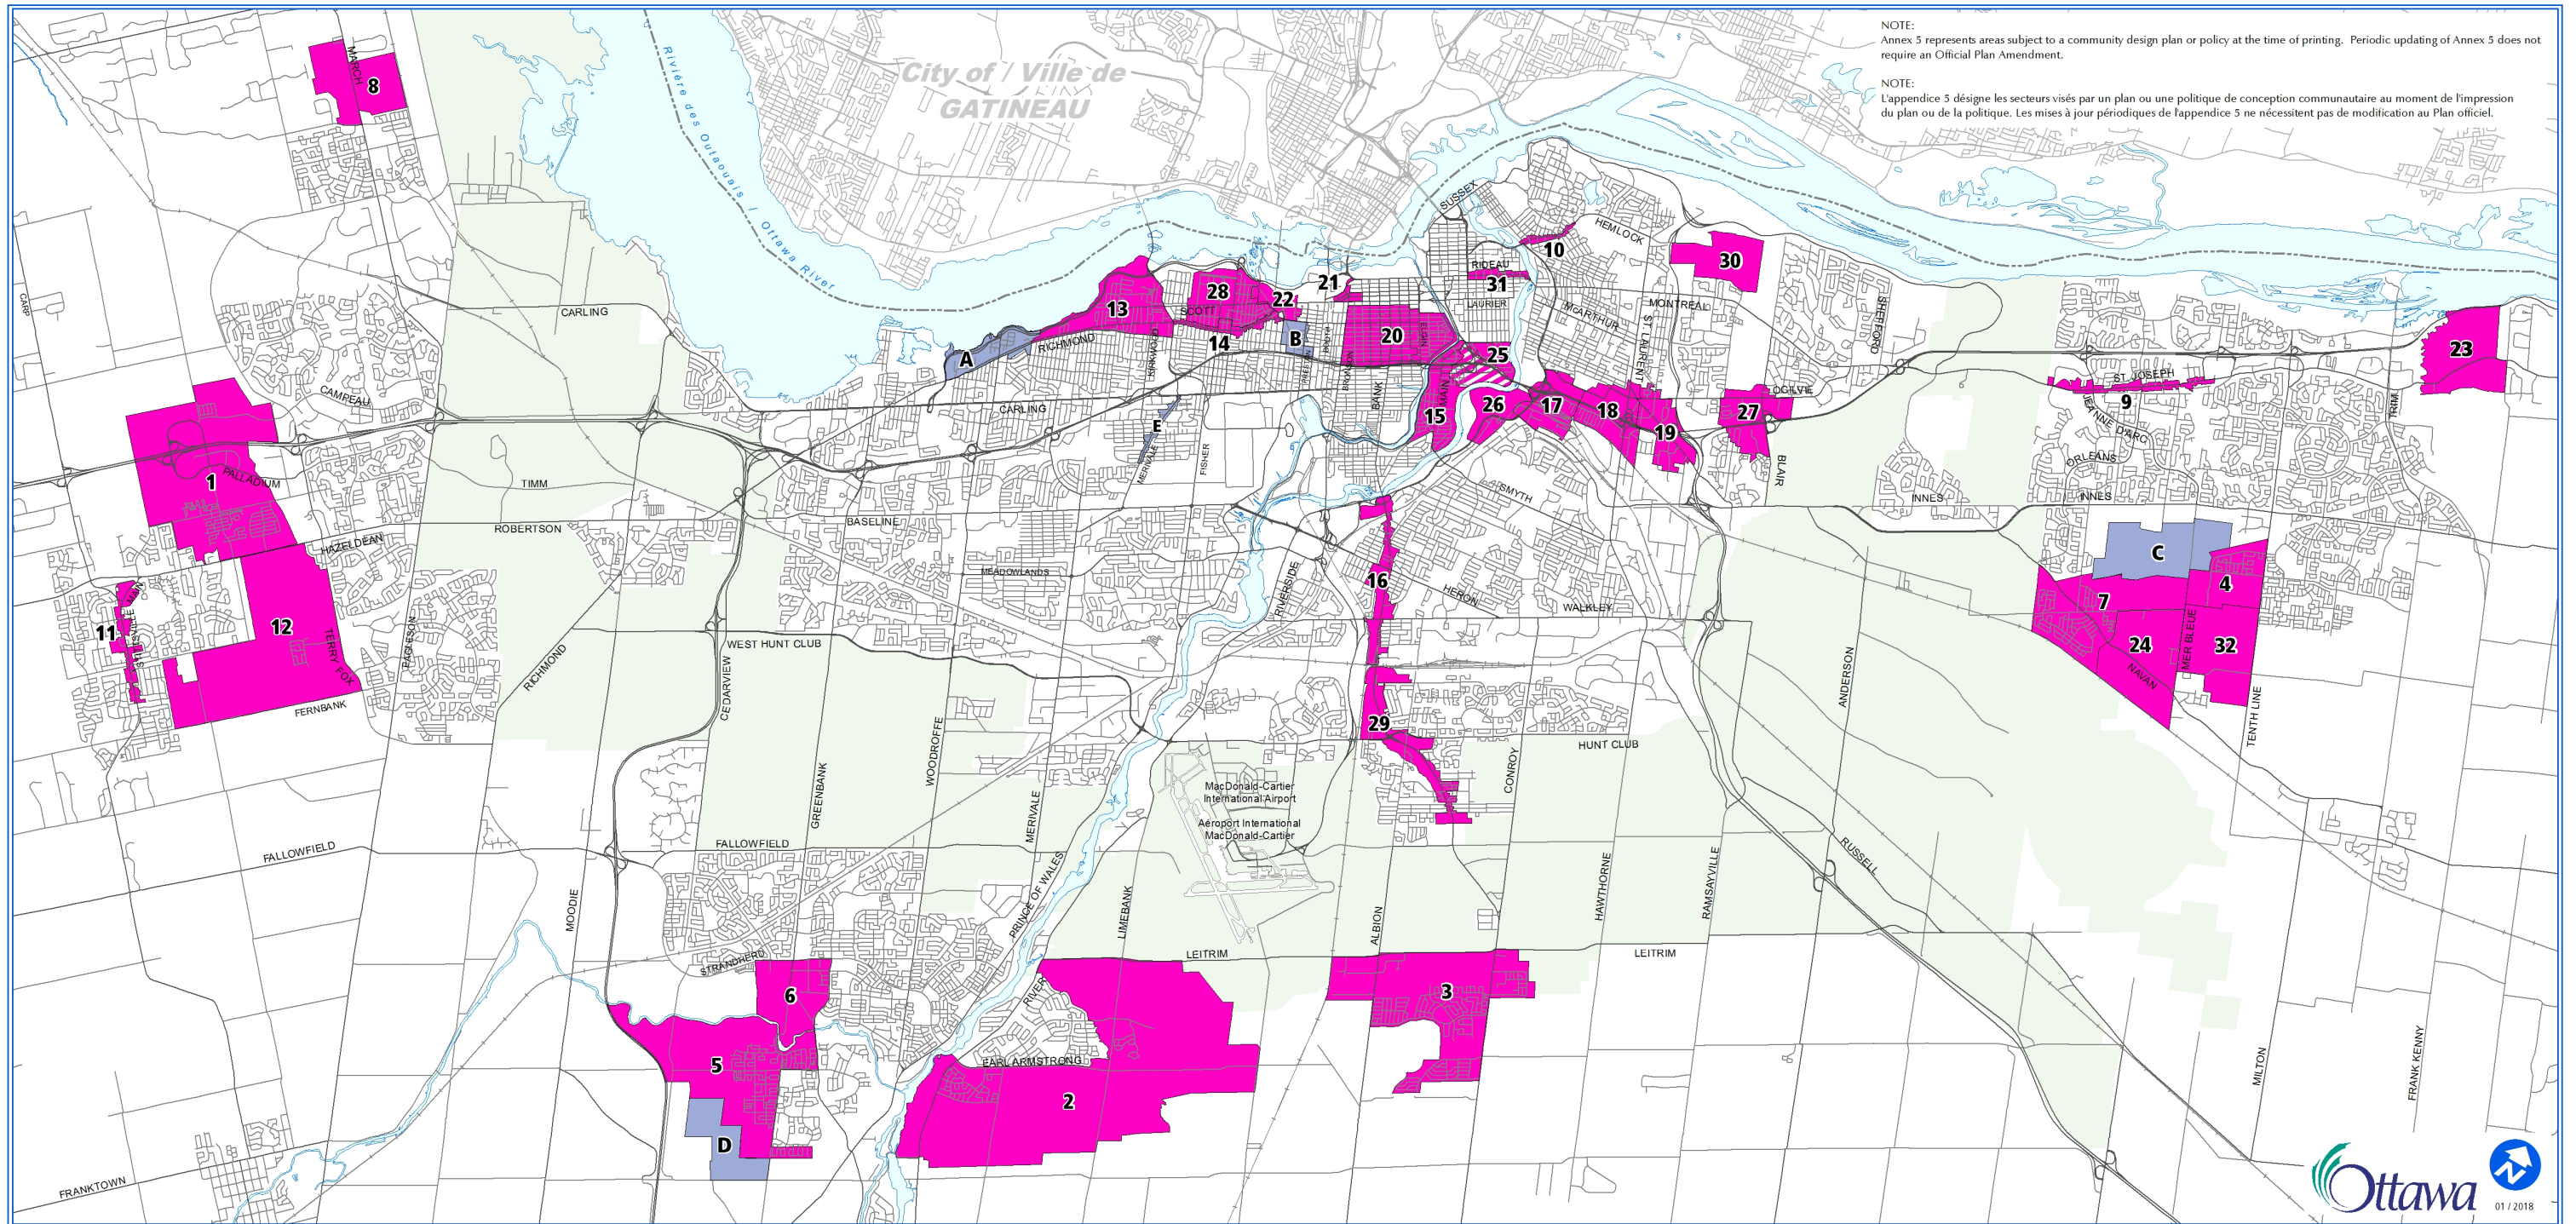 NOTE:
Annex 5 represents areas subject to a community design plan or policy at the time of printing. Periodic updating of Annex 5 does not
require an Official Plan Amendment.
NOTE:
L'appendice 5 désigne les secteurs visés par un plan ou une politique de conception communautaire au moment de l'impression
du plan ou de la politique. Les mises à jour périodiques de l'appendice 5 ne nécessitent pas de modification au Plan officiel.
City of / Ville de
GATINEAU
Rivière des Outaouais / Ottawa River
MARCH
8
SUSSEX
HEMLOCK
10
30
RIDEAU
31
LAURIER
21
28
22
13
SCOTT
14
CARP
CARLING
RICHMOND
KIRKWOOD
A
B
PRESTON
BRONSON
20
ELGIN
25
MCARTHUR
MONTREAL
ST. LAURENT
SHEFFORD
23
CAMPEAU
CARLING
E
MERIVALE
FISHER
BANK
MAIN
15
26
17
18
19
27
OGILVIE
BLAIR
ST. JOSEPH
9
JEANNE D'ARC
TRIM
ORLEANS
INNES
INNES
1
PALLADIUM
TIMM
ROBERTSON
HAZELDEAN
BASELINE
MEADOWLANDS
SMYTH
16
HERON
WALKLEY
RIVERSIDE
C
4
7
24
MER BLEUE
32
NAVAN
TENTH LINE
11
MAIN
STITTSVILLE
12
TERRY FOX
EAGLESON
FERNBANK
RICHMOND
WEST HUNT CLUB
CEDARVIEW
GREENBANK
WOODROFFE
MERIVALE
29
HUNT CLUB
CONROY
ANDERSON
MacDonald-Cartier
International Airport
Aéroport International
MacDonald-Cartier
FALLOWFIELD
FALLOWFIELD
MOODIE
PRINCE OF WALES
LIMEBANK
ALBION
HAWTHORNE
RAMSAYVILLE
RUSSELL
STRANDHERD
LEITRIM
LEITRIM
RIVER
6
3
5
EARL ARMSTRONG
2
D
MILTON
FRANK KENNY
FRANKTOWN
Ottawa
01 / 2018